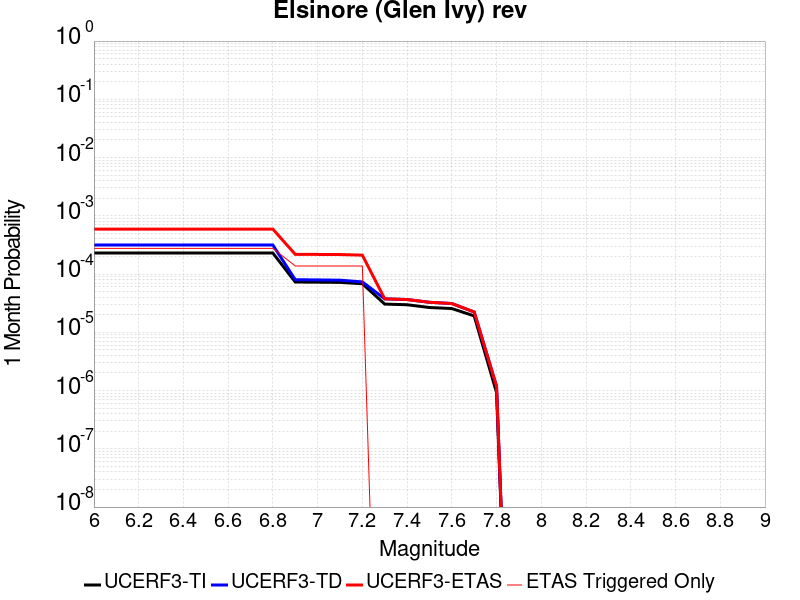 Elsinore (Glen Ivy) rev
10^0
10^-1
10^-2
10^-3
10^-4
10^-5
10^-6
10^-7
10^-8
1 Month Probability
6 6.2 6.4 6.6 6.8 7 7.2 7.4 7.6 7.8 8 8.2 8.4 8.6 8.8 9
Magnitude
UCERF3-TI UCERF3-TD UCERF3-ETAS ETAS Triggered Only